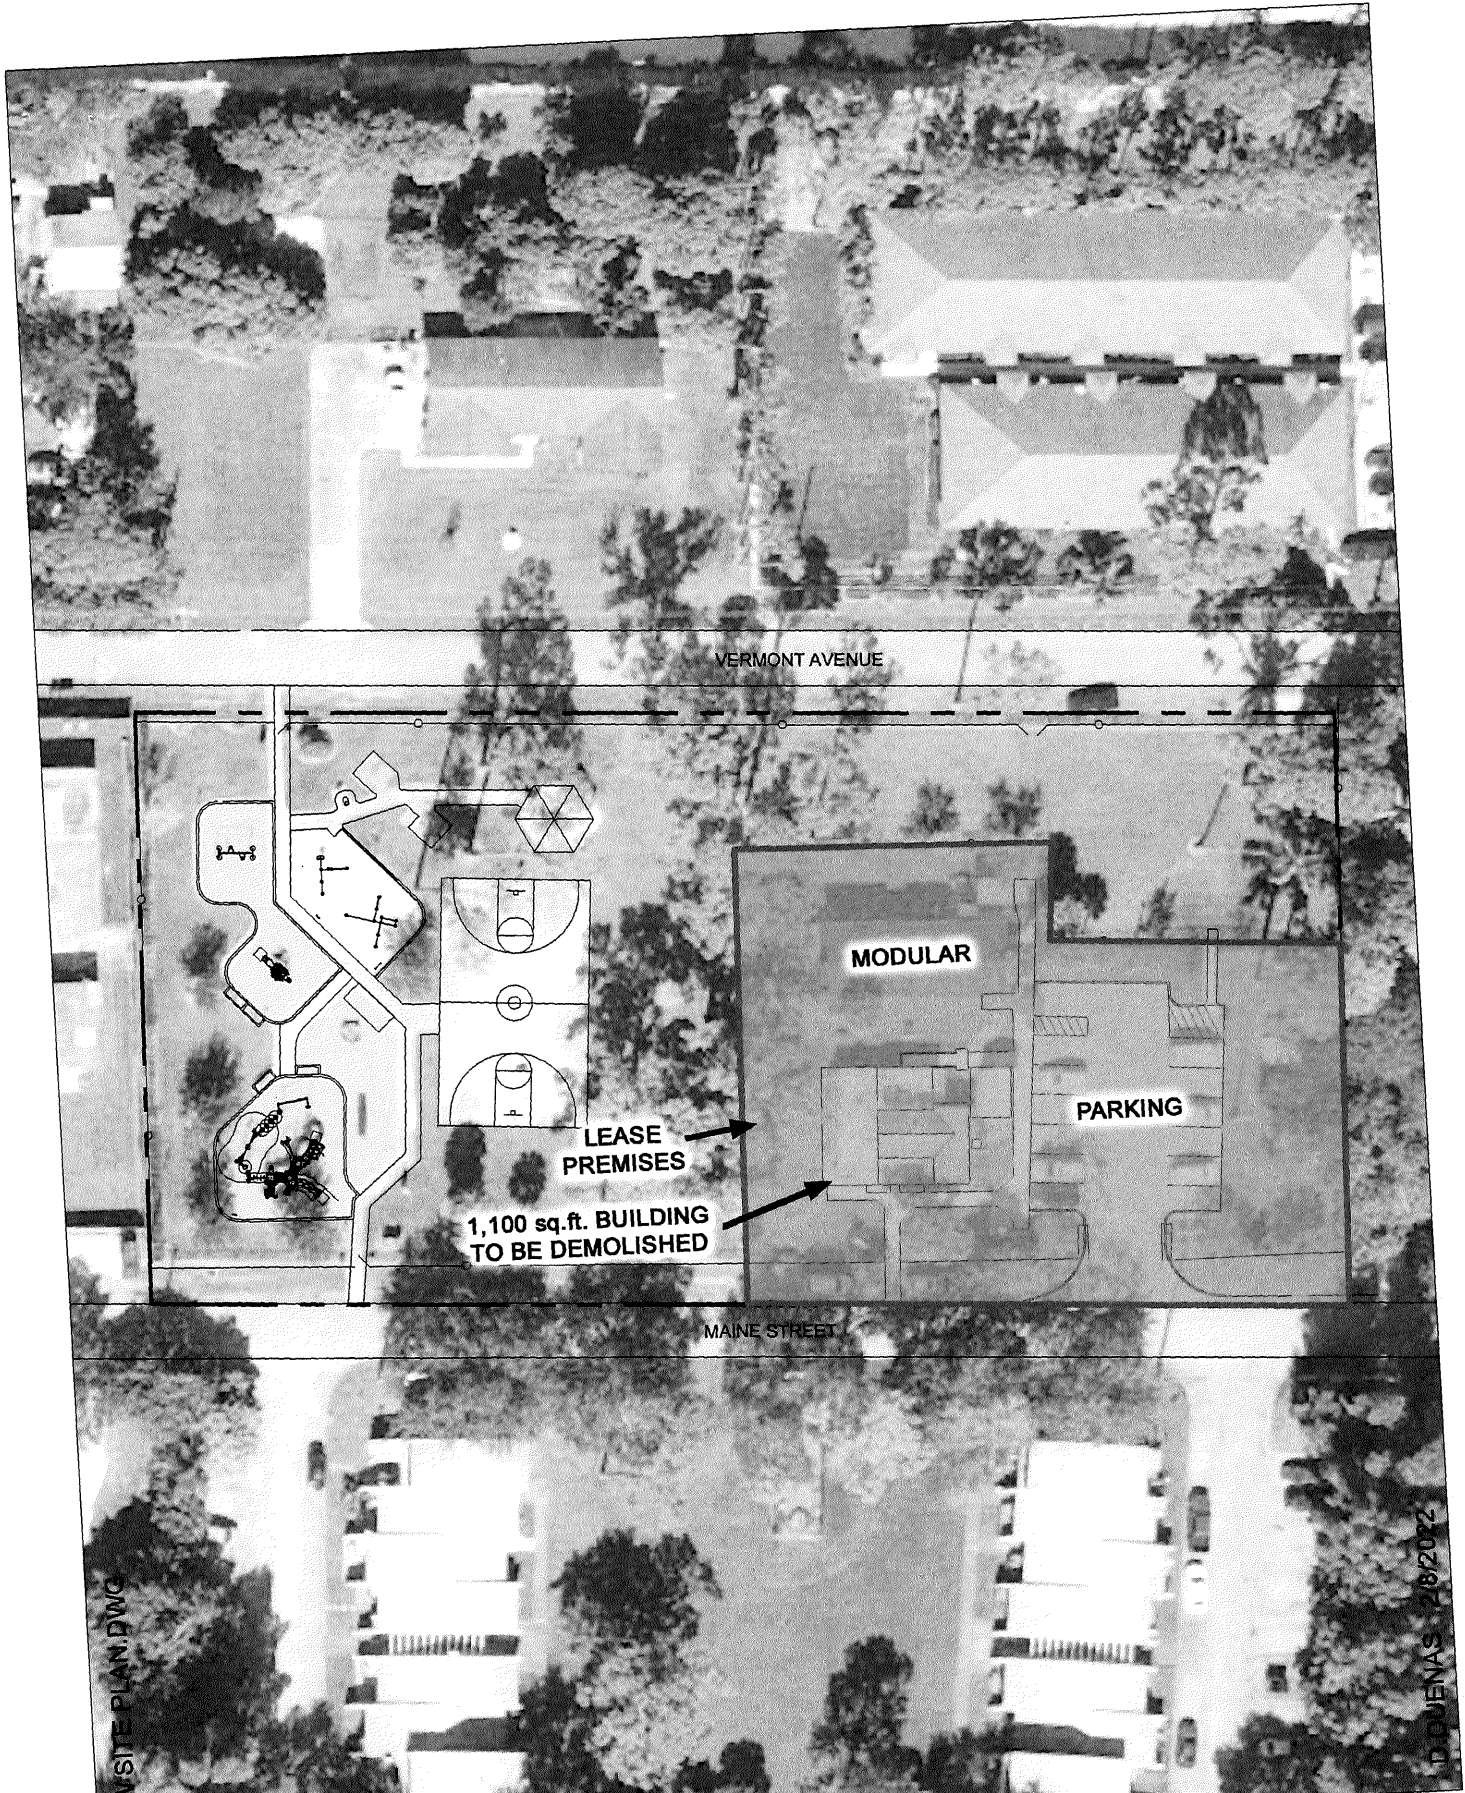 VERMONT AVENUE
MODULAR
PARKING
LEASE
PREMISES
1,100 sq.ft. BUILDING
TO BE DEMOLISHED
MAINE STREET
SITE PLAN.DWG
D DUENAS 2/8/2022